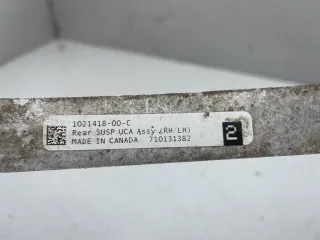 1021418-00-C
Rear SUSP UCA Assy (RH/LH)
MADE IN CANADA 710131382
2